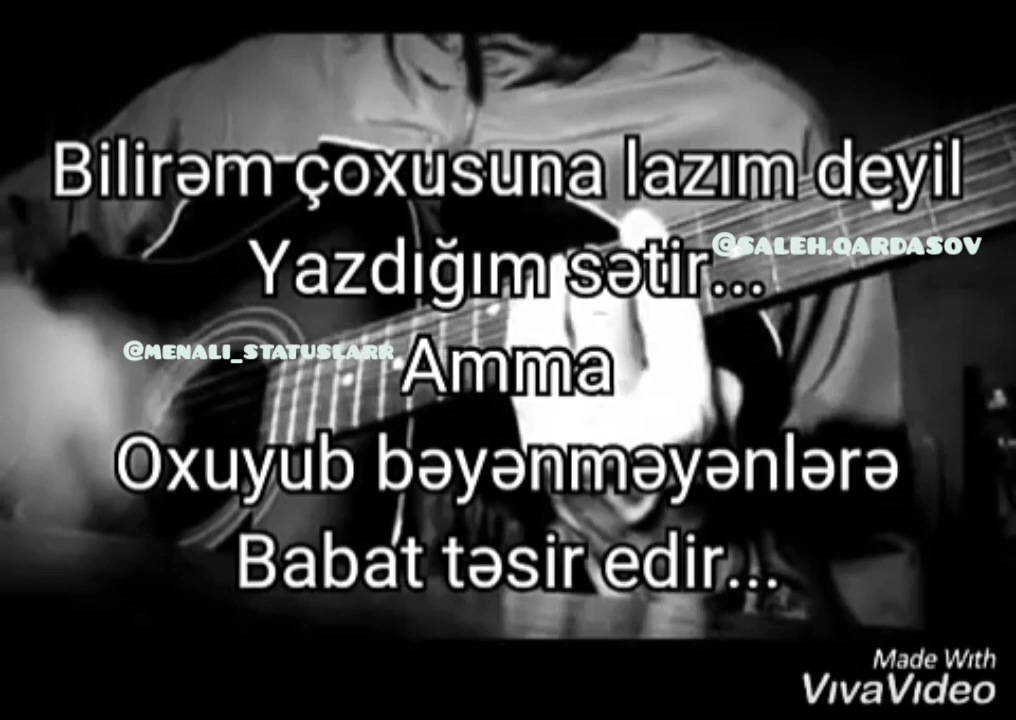 Bilirəm çoxusuna lazım deyil
Yazdığım sətir...
@SALEH.QARDASOV
@MENALI_STATUSLARR
Amma
Oxuyub bəyənməyənlərə
Babat təsir edir...
Made With
VivaVideo